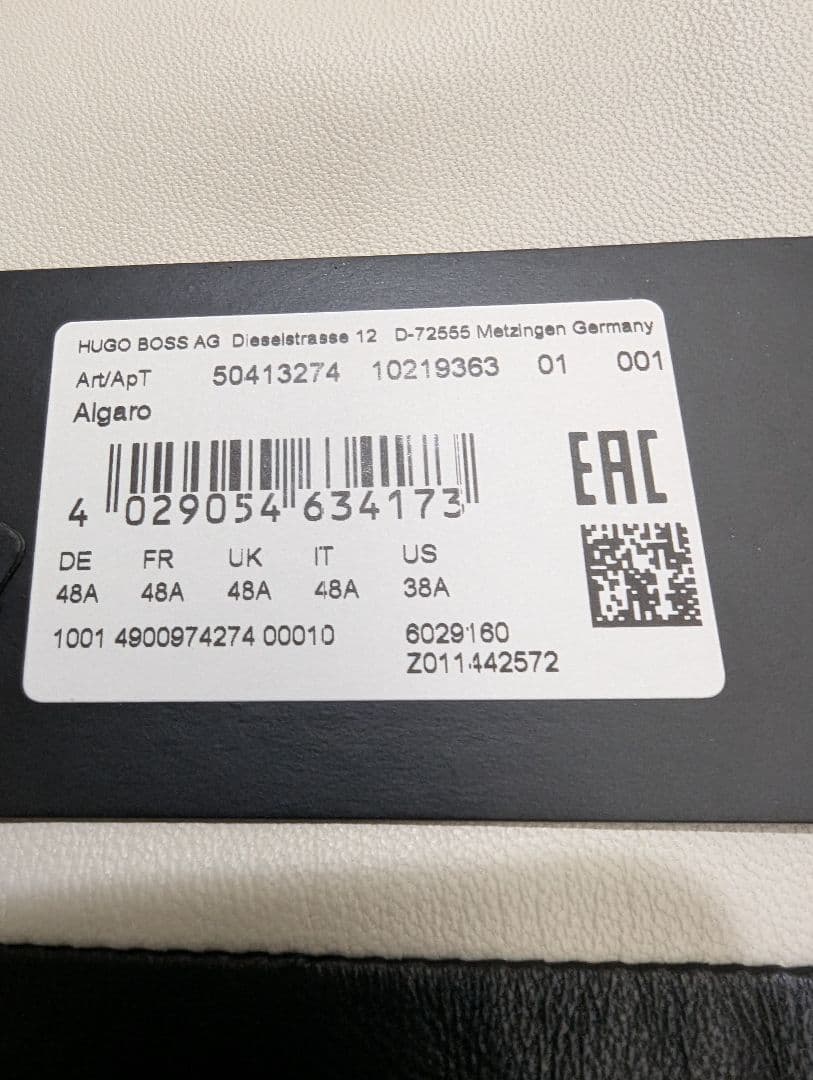 HUGO BOSS AG Dieselstrasse 12 D-72555 Metzingen Germany
Art/ApT 50413274 10219363 01 001
Algaro
EAC
4 029054 634173
DE FR UK IT US
48A 48A 48A 48A 38A
1001 4900974274 00010 6029160
Z011442572